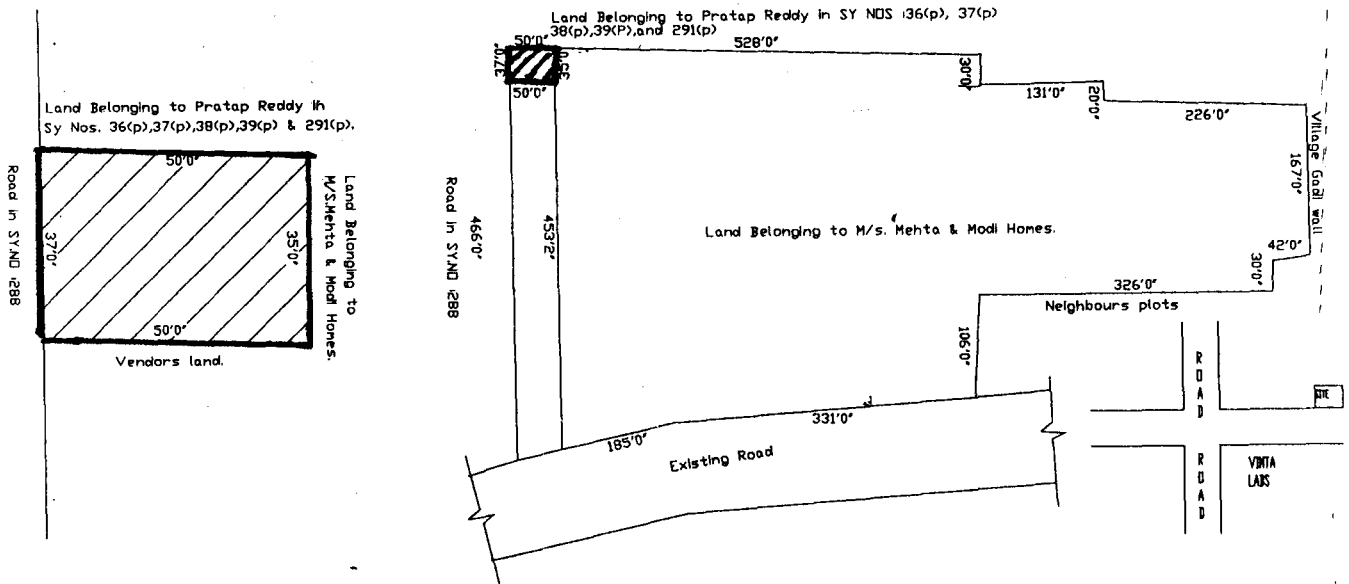 Land Belonging to Pratap Reddy in SY NOS :36(p), 37(p)
38(p),39(P),and 291(p)
50'0"
528'0"
37'0"
35'0"
50'0"
30'0"
131'0"
20'0"
226'0"
Village Gadi wall
167'0"
42'0"
30'0"
326'0"
Neighbours plots
106'0"
Land Belonging to M/s. Mehta & Modi Homes.
Road in SY.NO :288
466'0"
453'2"
185'0"
331'0"
Existing Road
ROAD
ROAD
SITE
VIMTA
LABS
Land Belonging to Pratap Reddy in
Sy Nos. 36(p),37(p),38(p),39(p) & 291(p).
50'0"
Road in SY.NO :288
37'0"
35'0"
Land Belonging to
M/S.Mehta & Modi Homes.
50'0"
Vendors land.